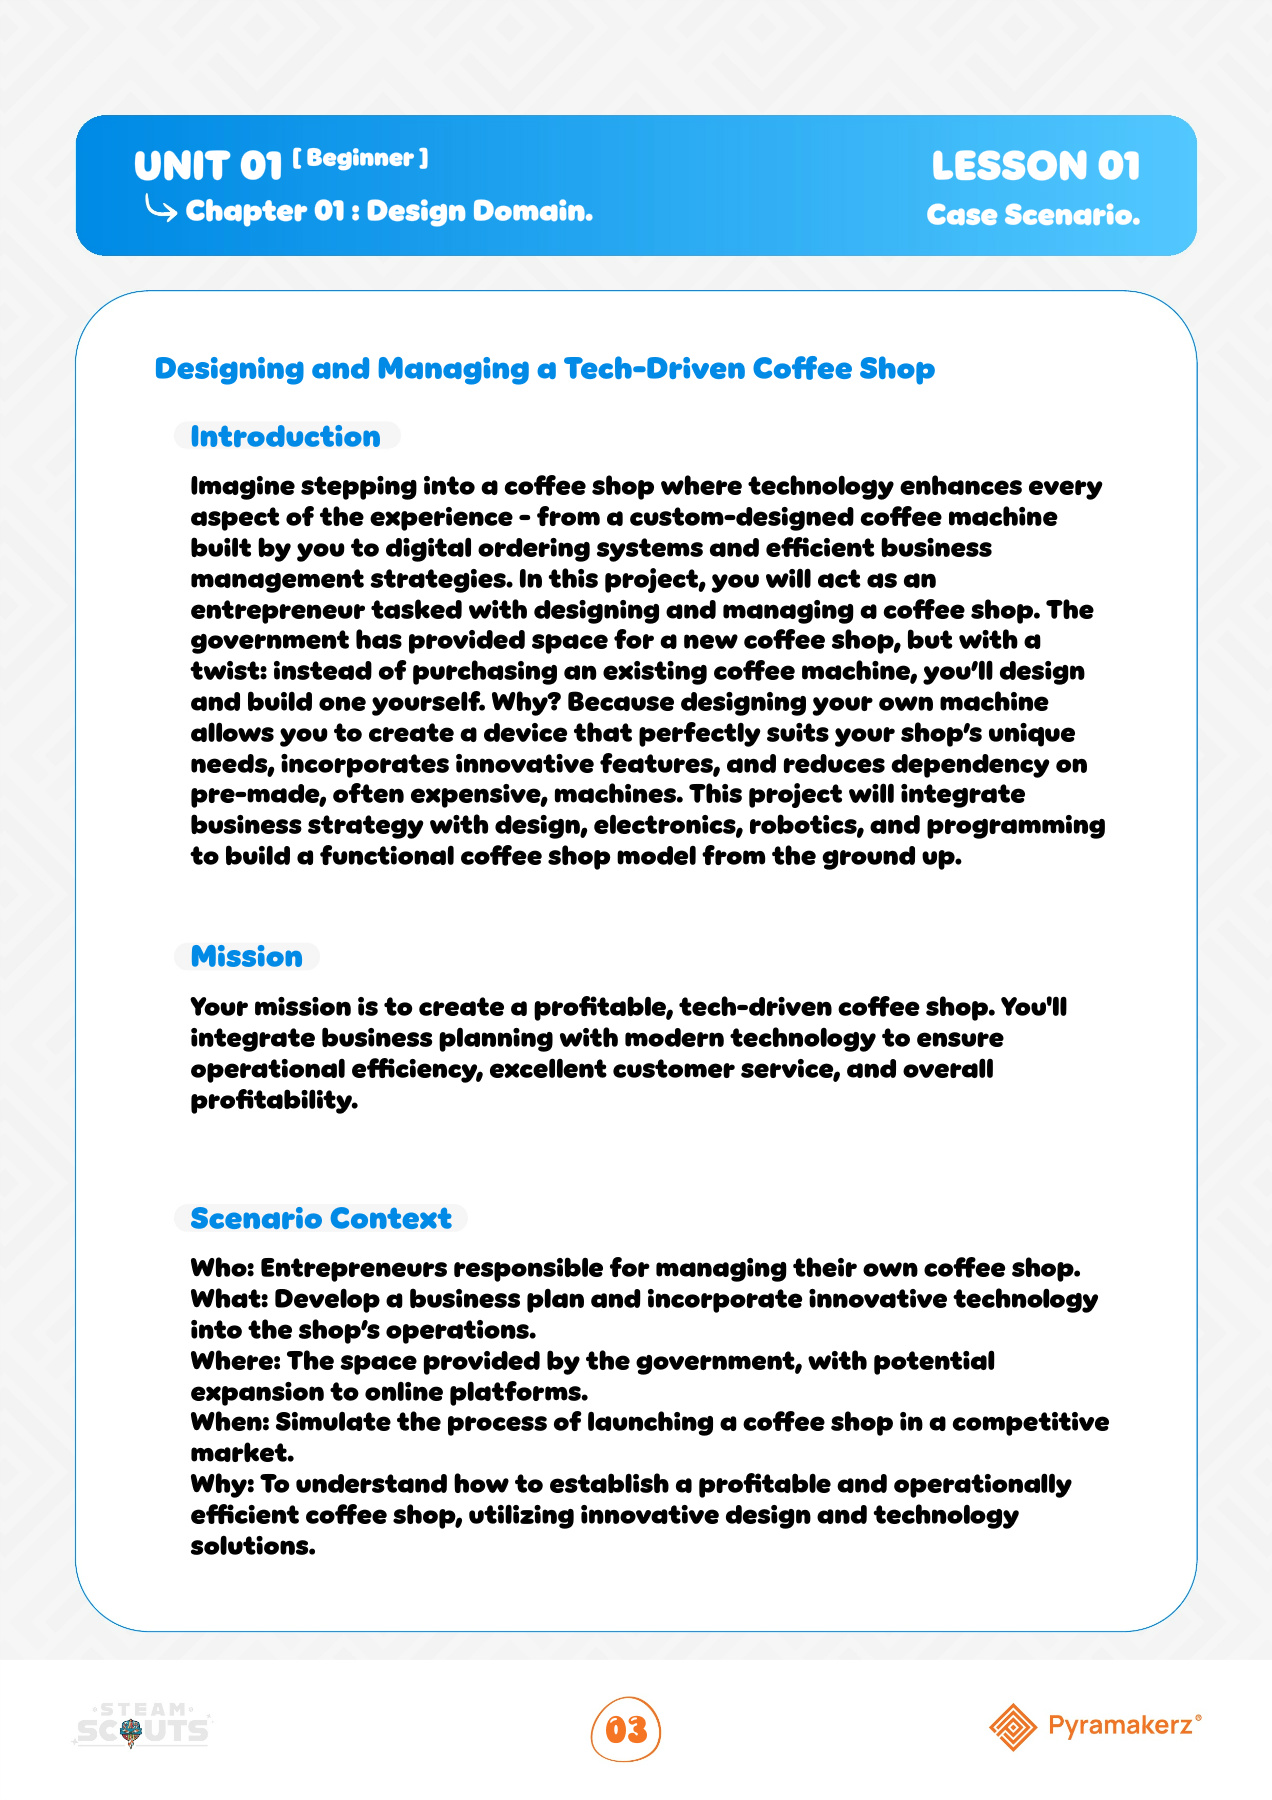 UNIT 01 [ Beginner ]
Chapter 01 : Design Domain.
LESSON 01
Case Scenario.
Designing and Managing a Tech-Driven Coffee Shop
Introduction
Imagine stepping into a coffee shop where technology enhances every
aspect of the experience - from a custom-designed coffee machine
built by you to digital ordering systems and efficient business
management strategies. In this project, you will act as an
entrepreneur tasked with designing and managing a coffee shop. The
government has provided space for a new coffee shop, but with a
twist: instead of purchasing an existing coffee machine, you’ll design
and build one yourself. Why? Because designing your own machine
allows you to create a device that perfectly suits your shop’s unique
needs, incorporates innovative features, and reduces dependency on
pre-made, often expensive, machines. This project will integrate
business strategy with design, electronics, robotics, and programming
to build a functional coffee shop model from the ground up.
Mission
Your mission is to create a profitable, tech-driven coffee shop. You'll
integrate business planning with modern technology to ensure
operational efficiency, excellent customer service, and overall
profitability.
Scenario Context
Who: Entrepreneurs responsible for managing their own coffee shop.
What: Develop a business plan and incorporate innovative technology
into the shop’s operations.
Where: The space provided by the government, with potential
expansion to online platforms.
When: Simulate the process of launching a coffee shop in a competitive
market.
Why: To understand how to establish a profitable and operationally
efficient coffee shop, utilizing innovative design and technology
solutions.
STEAM
SCOUTS
03
Pyramakerz®